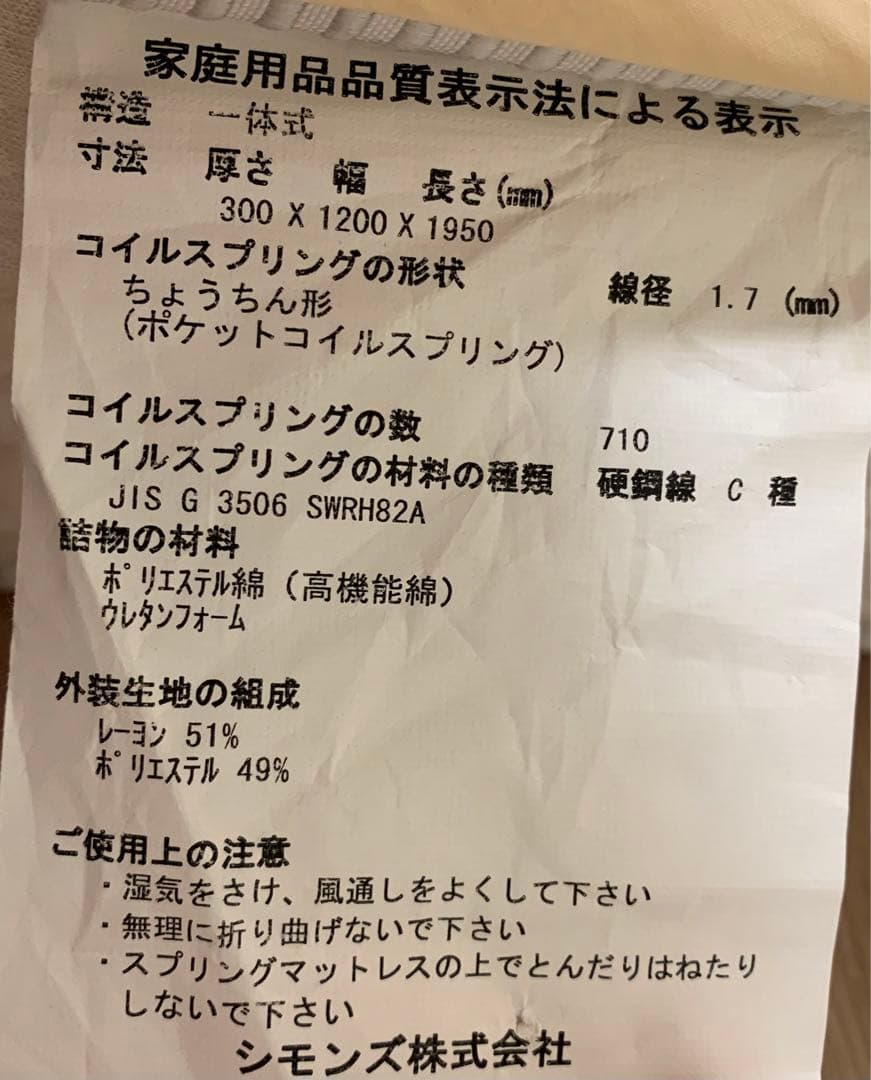 家庭用品品質表示法による表示
構造 一体式
寸法 厚さ 幅 長さ(mm)
300 X 1200 X 1950
コイルスプリングの形状 線径 1.7 (mm)
ちょうちん形
(ポケットコイルスプリング)
コイルスプリングの数 710
コイルスプリングの材料の種類 硬鋼線 C 種
JIS G 3506 SWRH82A
詰物の材料
ポリエステル綿(高機能綿)
ウレタンフォーム
外装生地の組成
レーヨン 51%
ポリエステル 49%
ご使用上の注意
・湿気をさけ、風通しをよくして下さい
・無理に折り曲げないで下さい
・スプリングマットレスの上でとんだりはねたり
しないで下さい
シモンズ株式会社